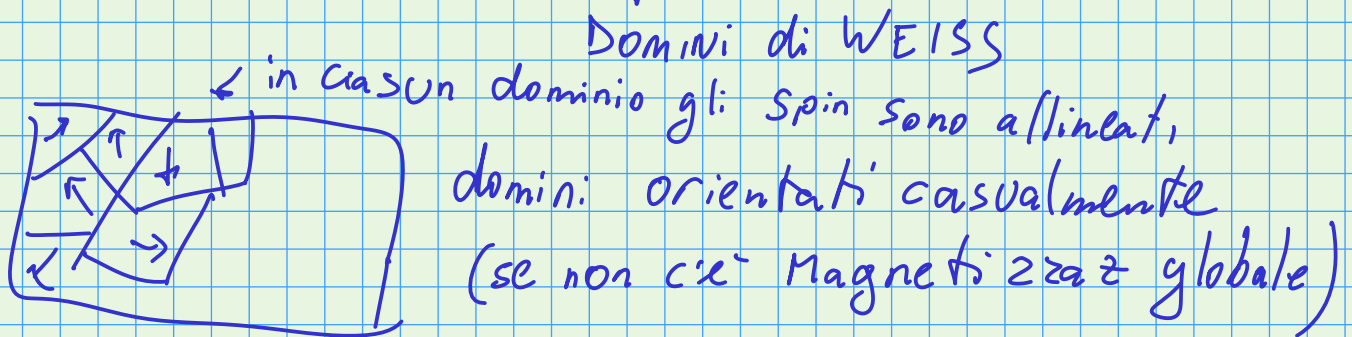 Domini di WEISS
in ciascun dominio gli spin sono allineati,
domini orientati casualmente
(se non c'è Magnetizzaz globale)